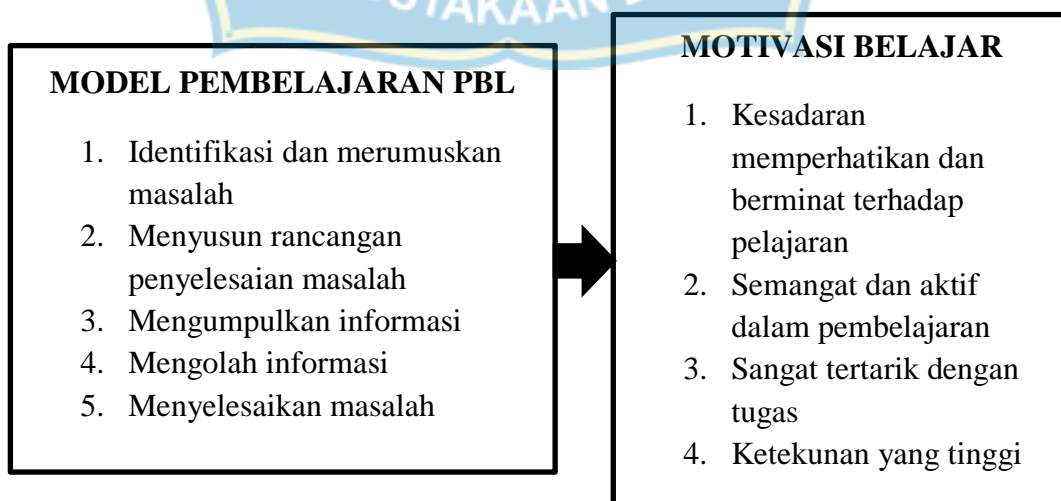 MODEL PEMBELAJARAN PBL
1. Identifikasi dan merumuskan
masalah
2. Menyusun rancangan
penyelesaian masalah
3. Mengumpulkan informasi
4. Mengolah informasi
5. Menyelesaikan masalah
MOTIVASI BELAJAR
1. Kesadaran
memperhatikan dan
berminat terhadap
pelajaran
2. Semangat dan aktif
dalam pembelajaran
3. Sangat tertarik dengan
tugas
4. Ketekunan yang tinggi